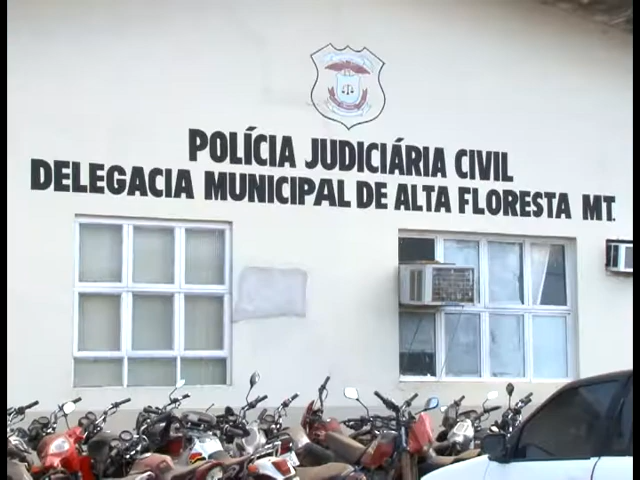 POLÍCIA JUDICIÁRIA CIVIL
DELEGACIA MUNICIPAL DE ALTA FLORESTA MT.